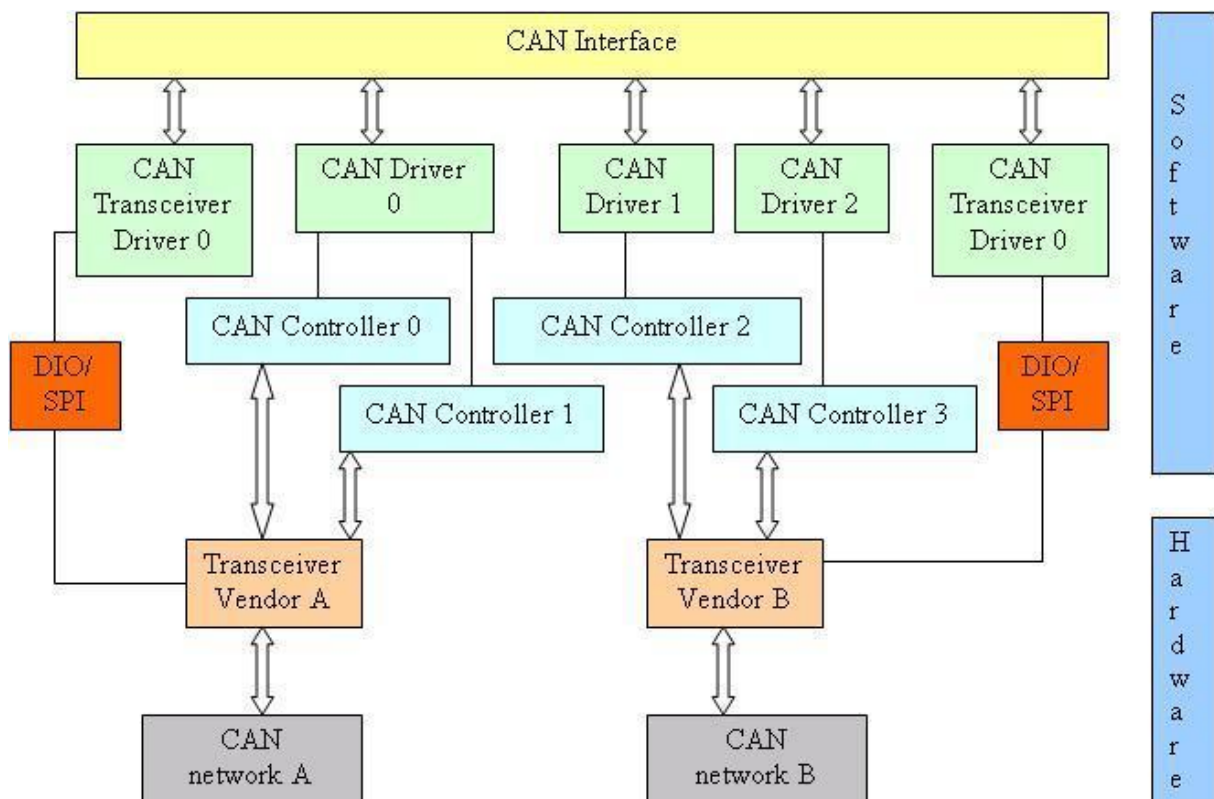 CAN Interface
CAN
Transceiver
Driver 0
CAN Driver
0
CAN
Driver 1
CAN
Driver 2
CAN
Transceiver
Driver 0
CAN Controller 0
CAN Controller 2
DIO/
SPI
DIO/
SPI
CAN Controller 1
CAN Controller 3
Transceiver
Vendor A
Transceiver
Vendor B
CAN
network A
CAN
network B
Software
Hardware